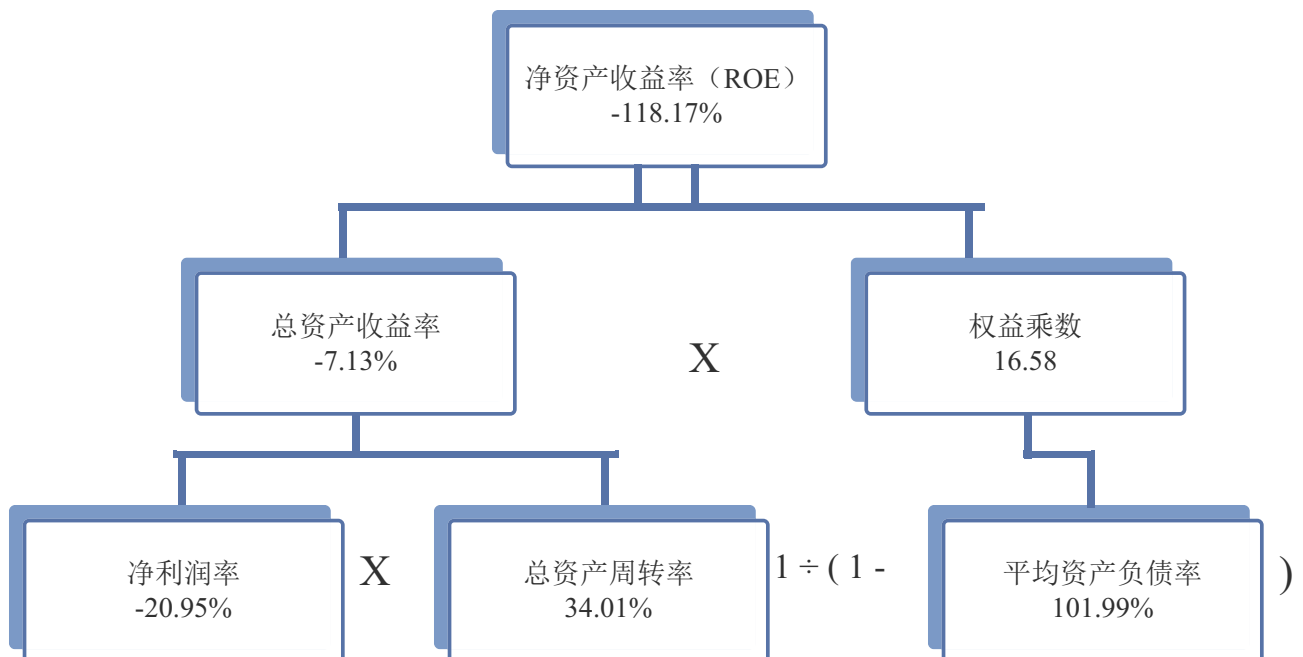 净资产收益率（ROE）
-118.17%
总资产收益率
-7.13%
X
权益乘数
16.58
净利润率
-20.95%
X
总资产周转率
34.01%
1 ÷ ( 1 -
平均资产负债率
101.99%
)